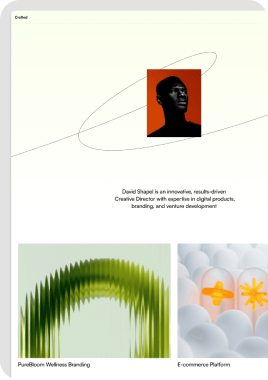 Crafted
David Shapel is an innovative, results-driven
Creative Director with expertise in digital products,
branding, and venture development
PureBloom Wellness Branding
E-commerce Platform